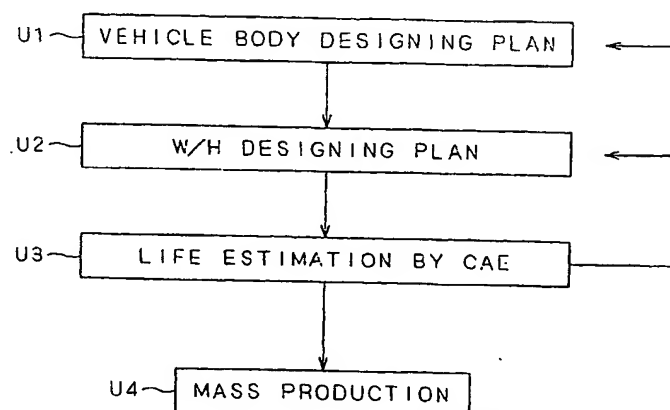 U1 VEHICLE BODY DESIGNING PLAN
U2 W/H DESIGNING PLAN
U3 LIFE ESTIMATION BY CAE
U4 MASS PRODUCTION